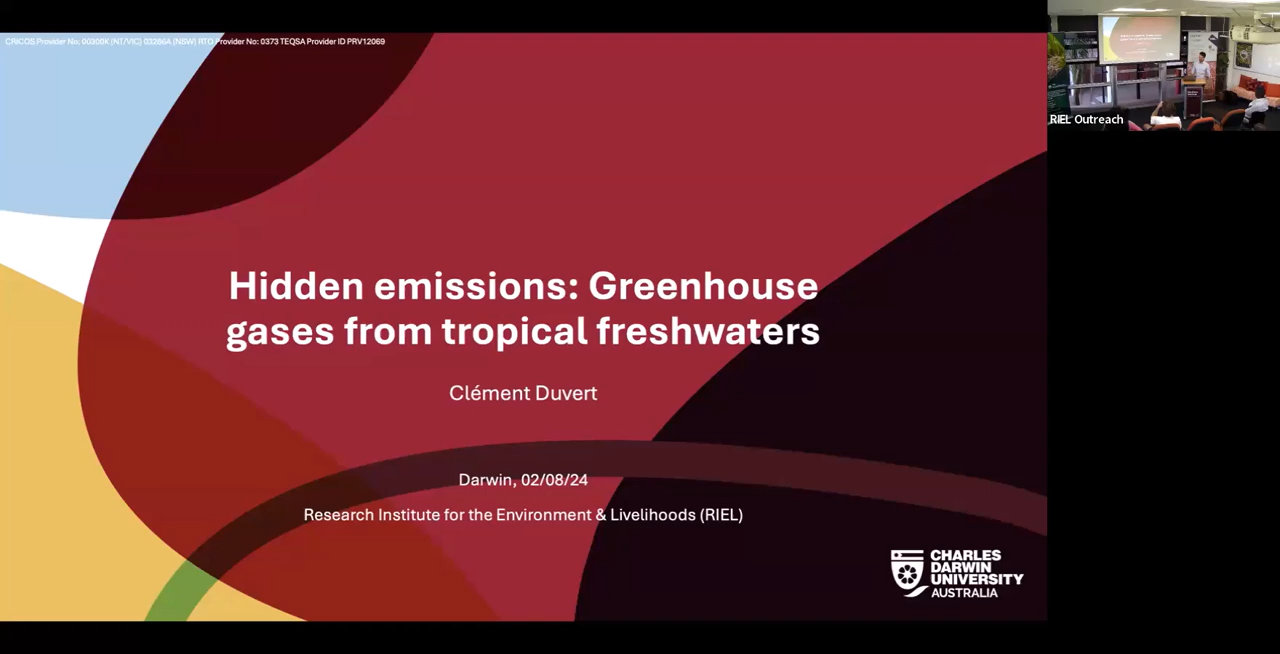 CRICOS Provider No: 00300K (NT/VIC) 03286A (NSW) RTO Provider No: 0373 TEQSA Provider ID PRV12069
RIEL Outreach
Hidden emissions: Greenhouse
gases from tropical freshwaters
Clément Duvert
Darwin, 02/08/24
Research Institute for the Environment & Livelihoods (RIEL)
CHARLES
DARWIN
UNIVERSITY
AUSTRALIA